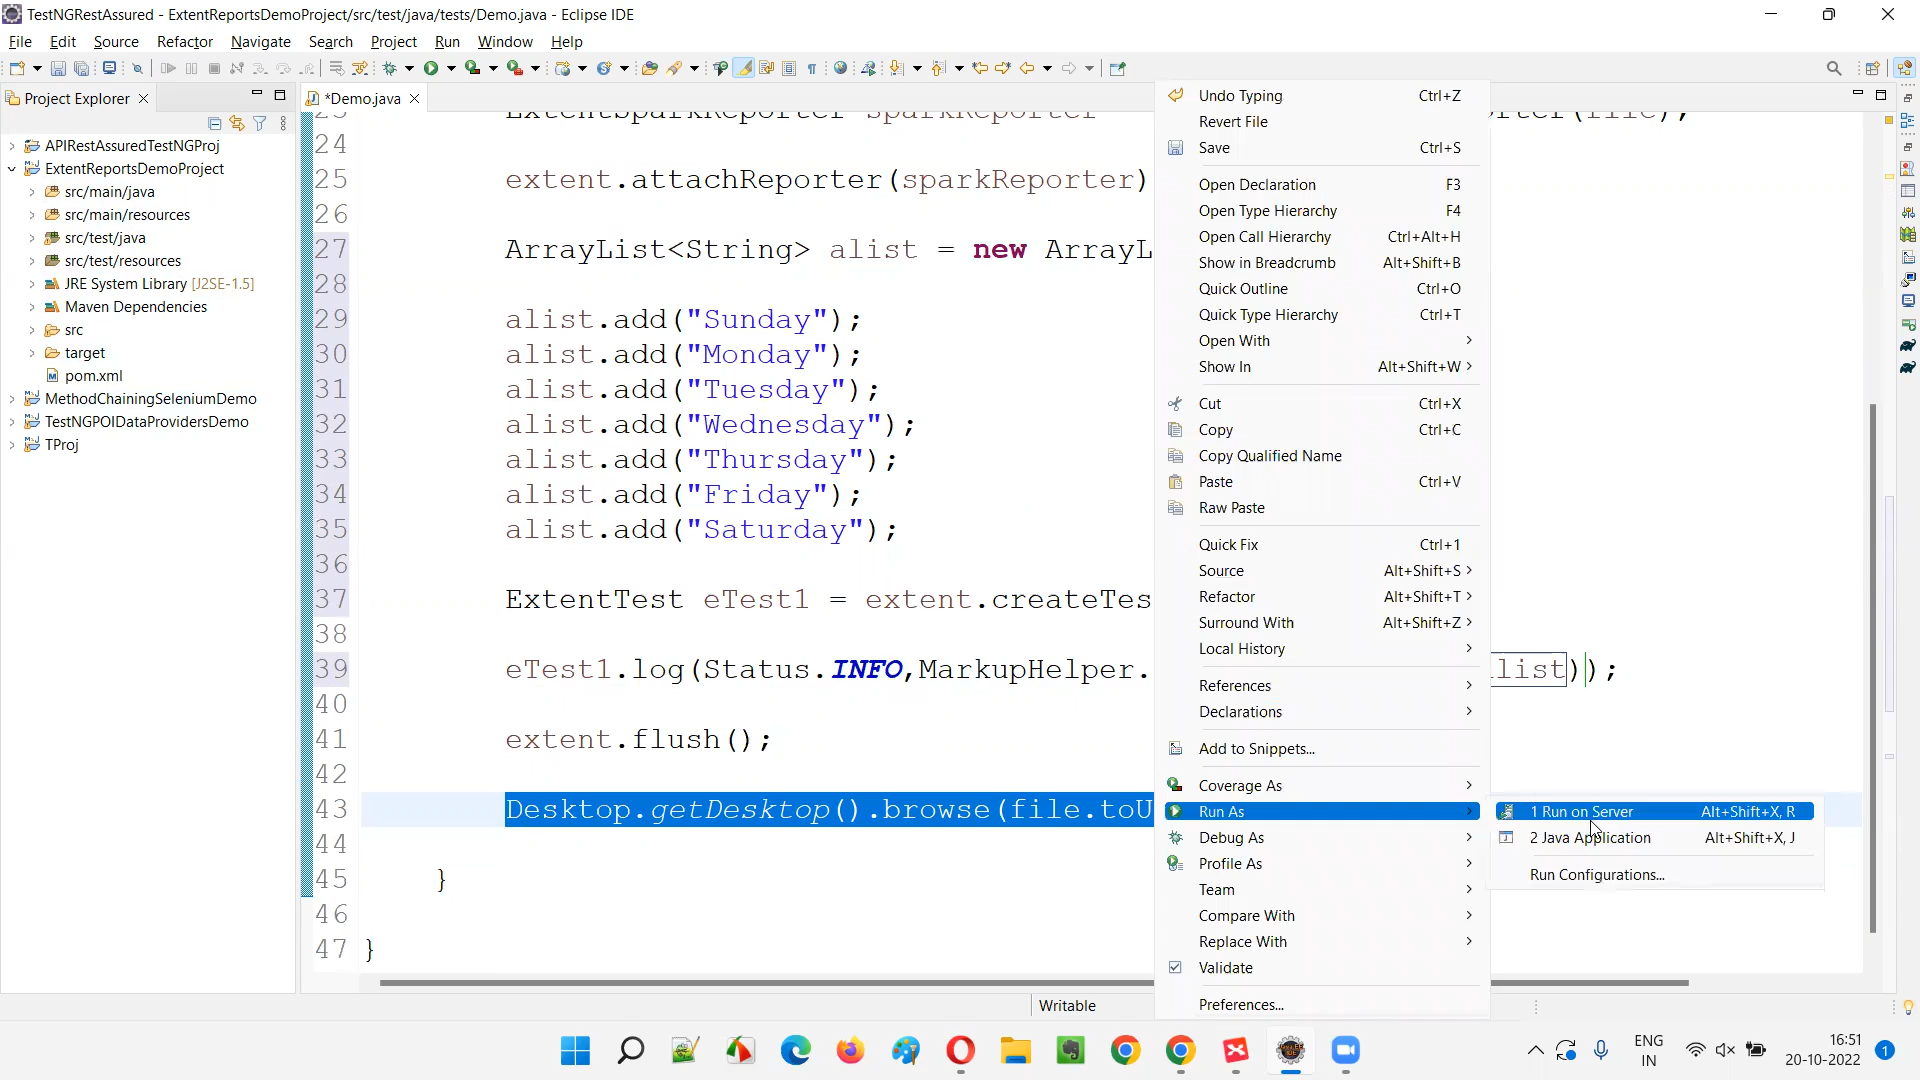 TestNGRestAssured - ExtentReportsDemoProject/src/test/java/tests/Demo.java - Eclipse IDE
File Edit Source Refactor Navigate Search Project Run Window Help
Project Explorer
*Demo.java
APIRestAssuredTestNGProj
ExtentReportsDemoProject
src/main/java
src/main/resources
src/test/java
src/test/resources
JRE System Library [J2SE-1.5]
Maven Dependencies
src
target
pom.xml
MethodChainingSeleniumDemo
TestNGPOIDataProvidersDemo
TProj
24
25 extent.attachReporter(sparkReporter)
26
27 ArrayList<String> alist = new ArrayL
28
29 alist.add("Sunday");
30 alist.add("Monday");
31 alist.add("Tuesday");
32 alist.add("Wednesday");
33 alist.add("Thursday");
34 alist.add("Friday");
35 alist.add("Saturday");
36
37 ExtentTest eTest1 = extent.createTes
38
39 eTest1.log(Status.INFO,MarkupHelper. list));
40
41 extent.flush();
42
43 Desktop.getDesktop().browse(file.toU
44
45 }
46
47 }
Undo Typing Ctrl+Z
Revert File
Save Ctrl+S
Open Declaration F3
Open Type Hierarchy F4
Open Call Hierarchy Ctrl+Alt+H
Show in Breadcrumb Alt+Shift+B
Quick Outline Ctrl+O
Quick Type Hierarchy Ctrl+T
Open With
Show In Alt+Shift+W
Cut Ctrl+X
Copy Ctrl+C
Copy Qualified Name
Paste Ctrl+V
Raw Paste
Quick Fix Ctrl+1
Source Alt+Shift+S
Refactor Alt+Shift+T
Surround With Alt+Shift+Z
Local History
References
Declarations
Add to Snippets...
Coverage As
Run As
Debug As
Profile As
Team
Compare With
Replace With
Validate
Preferences...
1 Run on Server Alt+Shift+X, R
2 Java Application Alt+Shift+X, J
Run Configurations...
Writable
ENG
IN
16:51
20-10-2022
1